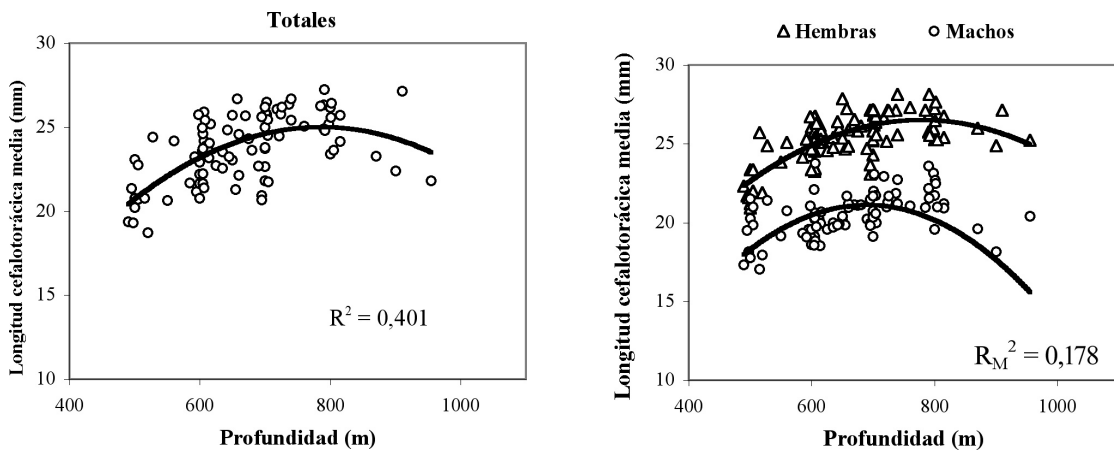 Totales
Longitud cefalotorácica media (mm)
30
25
20
15
10
R² = 0,401
400
600
800
1000
Profundidad (m)
Hembras
Machos
Longitud cefalotorácica media (mm)
30
25
20
15
10
R_M² = 0,178
400
600
800
1000
Profundidad (m)